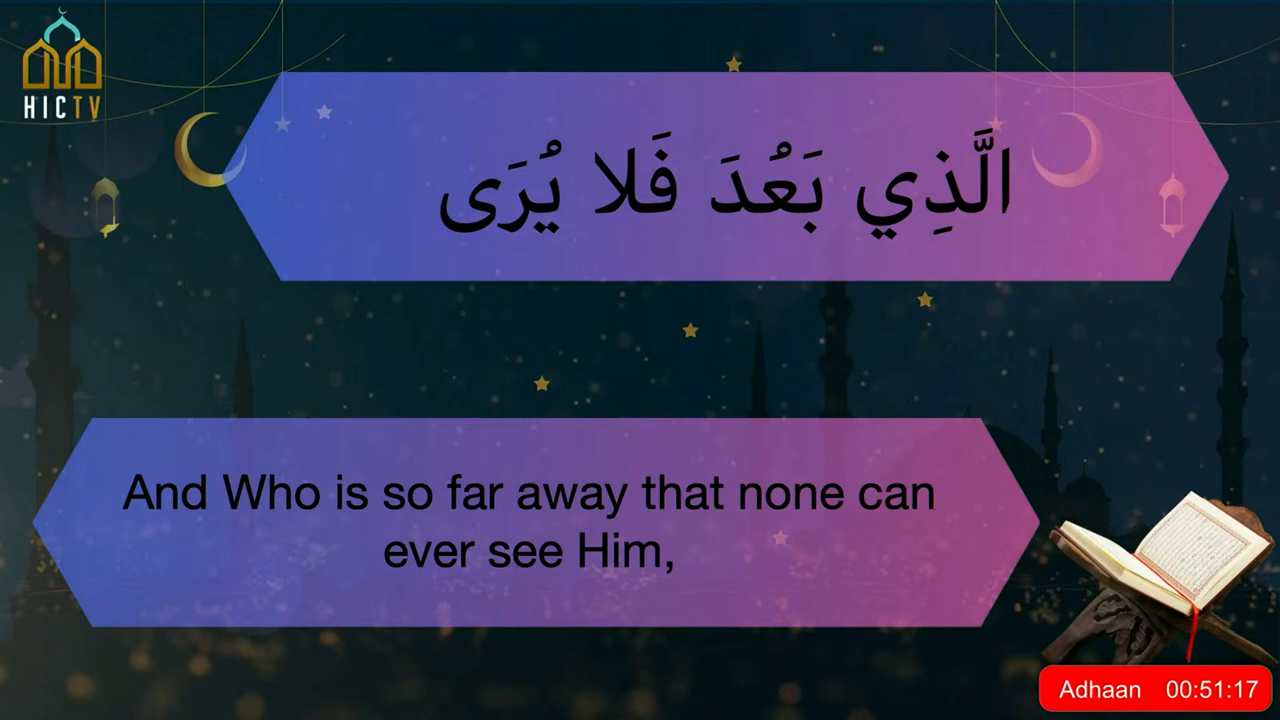 HICTV
الَّذِي بَعُدَ فَلا يُرَى
And Who is so far away that none can
ever see Him,
Adhaan 00:51:17